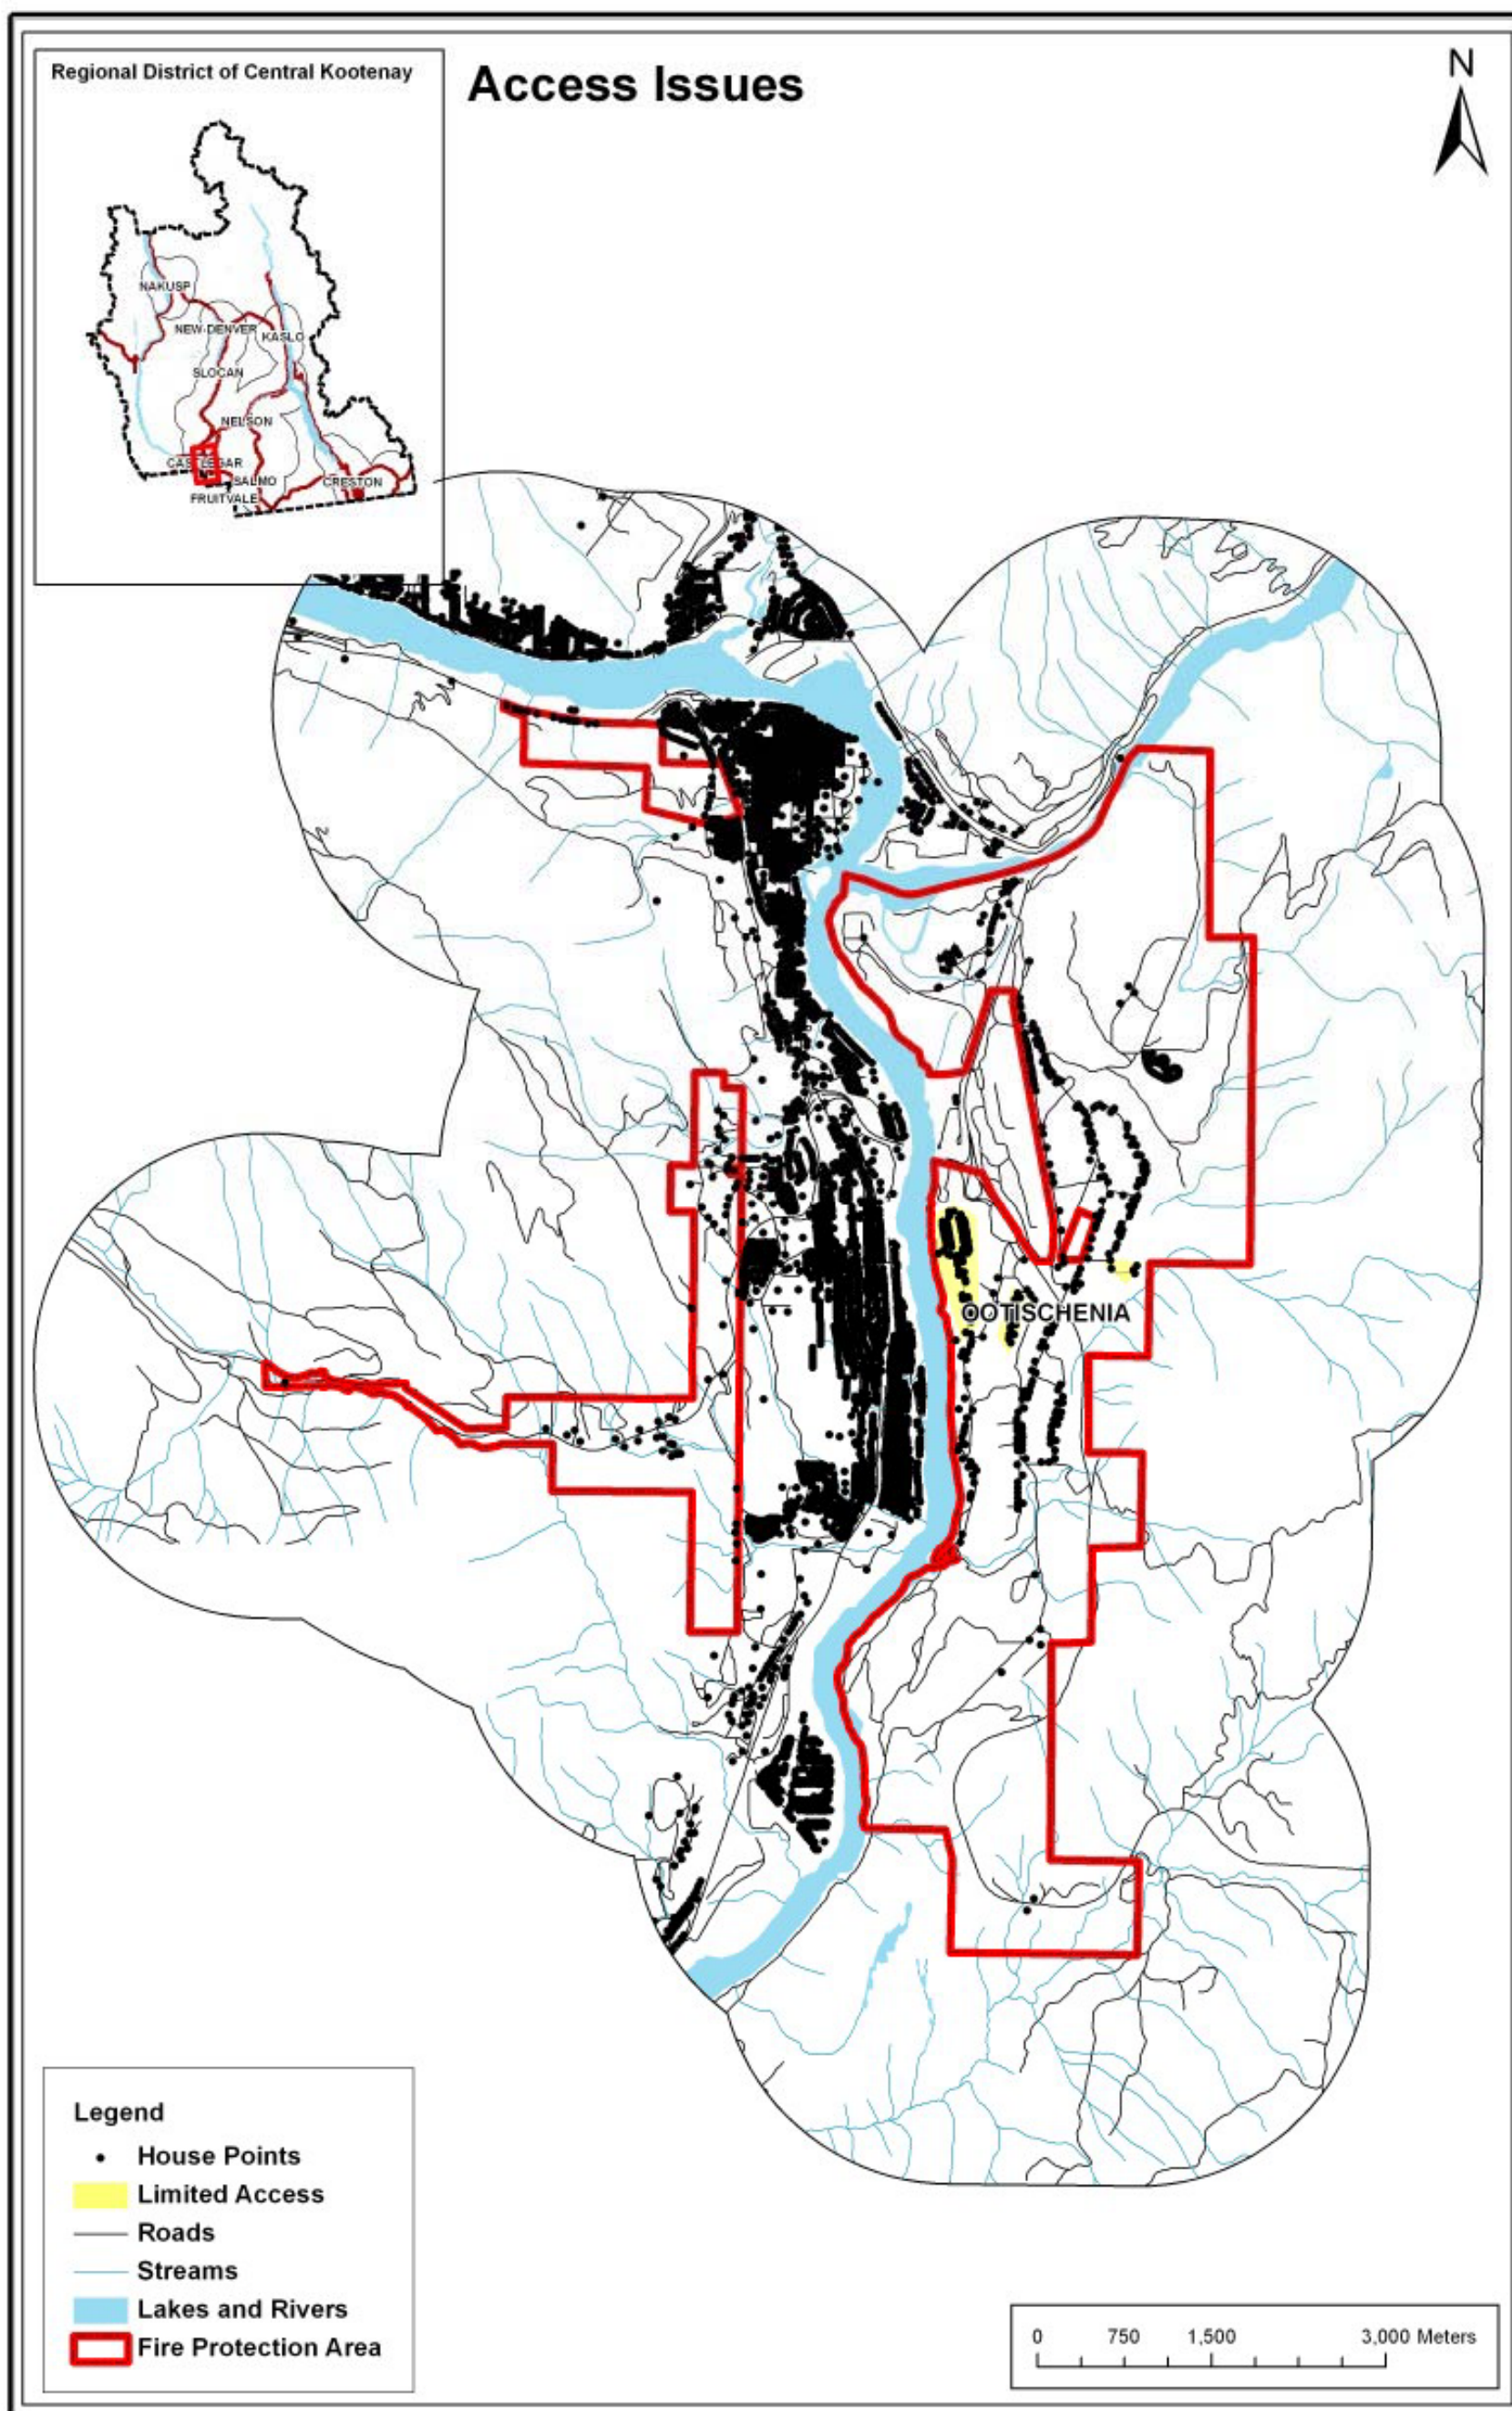 Regional District of Central Kootenay
Access Issues
N
NAKUSP
NEW DENVER
KASLO
SLOCAN
NELSON
CASTLEGAR
SALMO
CRESTON
FRUITVALE
OOTISCHENIA
Legend
House Points
Limited Access
Roads
Streams
Lakes and Rivers
Fire Protection Area
0 750 1,500 3,000 Meters